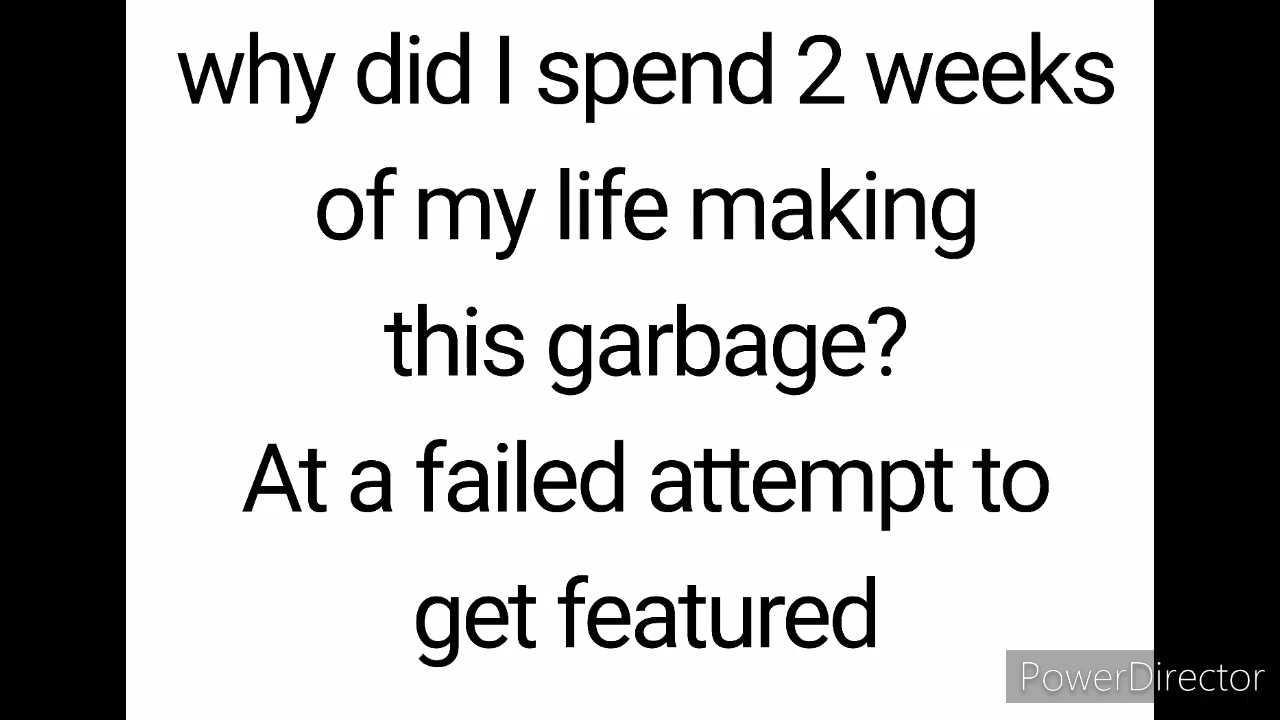 why did I spend 2 weeks
of my life making
this garbage?
At a failed attempt to
get featured
PowerDirector